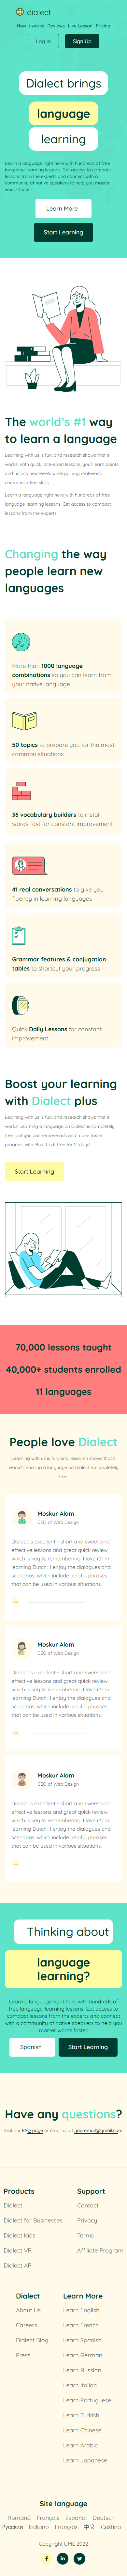 dialect
How it works Reviews Live Lesson Pricing
Log In
Sign Up
Dialect brings
language
learning
Learn a language right here with hundreds of free
language-learning lessons. Get access to compact
lessons from the experts and connect with a
community of native speakers to help you master
words faster.
Learn More
Start Learning
The world's #1 way
to learn a language
Learning with us is fun, and research shows that it
works! With quick, bite-sized lessons, you'll earn points
and unlock new levels while gaining real-world
communication skills.
Learn a language right here with hundreds of free
language-learning lessons. Get access to compact
lessons from the experts.
Changing the way
people learn new
languages
More than 1000 language
combinations so you can learn from
your native language
50 topics to prepare you for the most
common situations
36 vocabulary builders to install
words fast for constant improvement
41 real conversations to give you
fluency in learning languages
Grammar features & conjugation
tables to shortcut your progress
Quick Daily Lessons for constant
improvement
Boost your learning
with Dialect plus
Learning with us is fun, and research shows that it
works! Learning a language on Dialect is completely
free, but you can remove ads and make faster
progress with Plus. Try it free for 14 days!
Start Learning
70,000 lessons taught
40,000+ students enrolled
11 languages
People love Dialect
Learning with us is fun, and research shows that it
works! Learning a language on Dialect is completely
free.
Moskur Alam
CEO of Web Design
Dialect is excellent - short and sweet and
effective lessons and great quick review
which is key to remembering. I love it! I'm
learning Dutch! I enjoy the dialogues and
scenarios, which include helpful phrases
that can be used in various situations.
Moskur Alam
CEO of Web Design
Dialect is excellent - short and sweet and
effective lessons and great quick review
which is key to remembering. I love it! I'm
learning Dutch! I enjoy the dialogues and
scenarios, which include helpful phrases
that can be used in various situations.
Moskur Alam
CEO of Web Design
Dialect is excellent - short and sweet and
effective lessons and great quick review
which is key to remembering. I love it! I'm
learning Dutch! I enjoy the dialogues and
scenarios, which include helpful phrases
that can be used in various situations.
Thinking about
language
learning?
Learn a language right here with hundreds of
free language learning lessons. Get access to
compact lessons from the experts and connect with
a community of native speakers to help you
master words faster.
Spanish
Start Learning
Have any questions?
Visit our FAQ page or email us at youremail@gmail.com.
Products
Dialect
Dialect for Businesses
Dialect Kids
Dialect VR
Dialect AR
Support
Contact
Privacy
Terms
Affiliate Program
Dialect
About Us
Careers
Dialect Blog
Press
Learn More
Learn English
Learn French
Learn Spanish
Learn German
Learn Russian
Learn Italian
Learn Portuguese
Learn Turkish
Learn Chinese
Learn Arabic
Learn Japanese
Site language
Română Français Español Deutsch
Русский Italiano Français 中文 Čeština
Copyright UME 2022